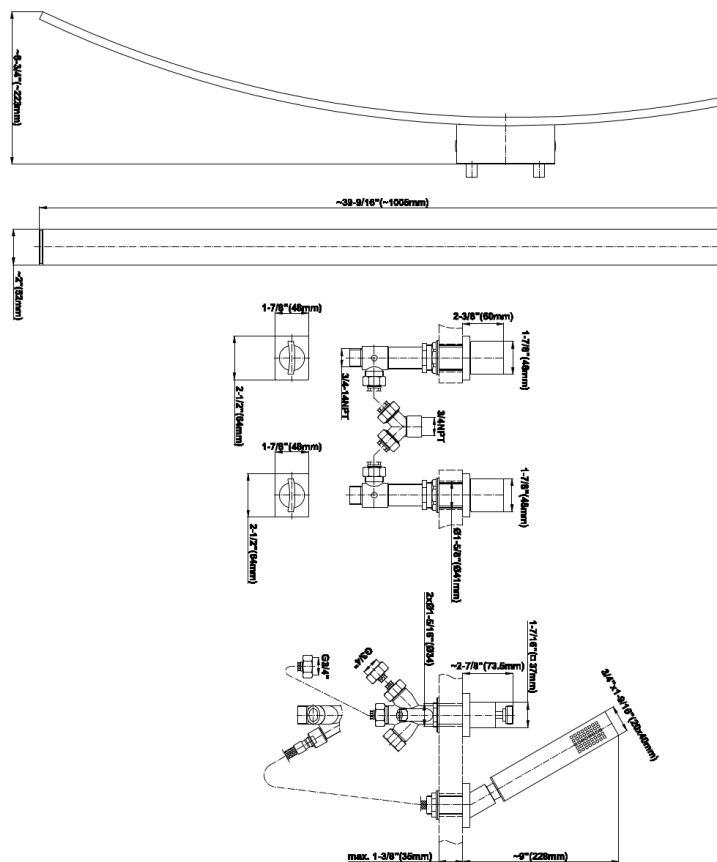 ~8-3/4"(~223mm)
~39-9/16"(~1005mm)
~2"(52mm)
1-7/8"(48mm)
2-3/8"(60mm)
1-7/8"(48mm)
2-1/2"(64mm)
3/4-14NPT
3/4NPT
1-7/8"(48mm)
1-7/8"(48mm)
2-1/2"(64mm)
Ø1-5/8"(Ø41mm)
2xØ1-5/16"(Ø34)
1-7/16"(□37mm)
~2-7/8"(73.5mm)
G3/4"
G3/4"
3/4"x1-9/16"(20x40mm)
max. 1-3/8"(35mm)
~9"(228mm)